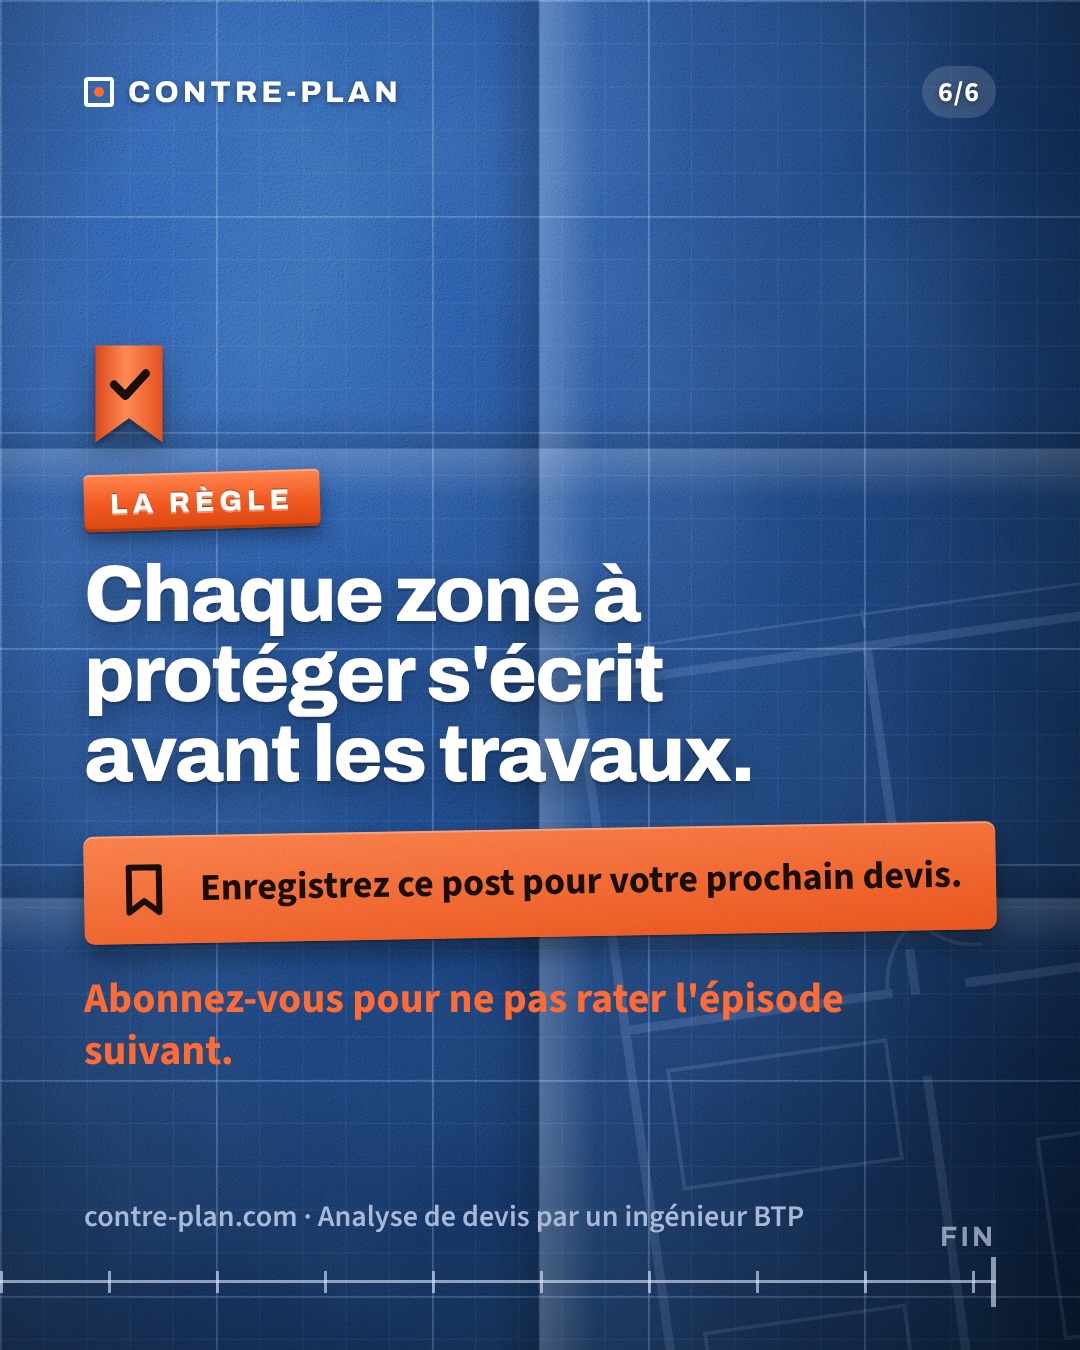 CONTRE-PLAN
6/6
LA RÈGLE
Chaque zone à
protéger s'écrit
avant les travaux.
Enregistrez ce post pour votre prochain devis.
Abonnez-vous pour ne pas rater l'épisode
suivant.
contre-plan.com · Analyse de devis par un ingénieur BTP
FIN